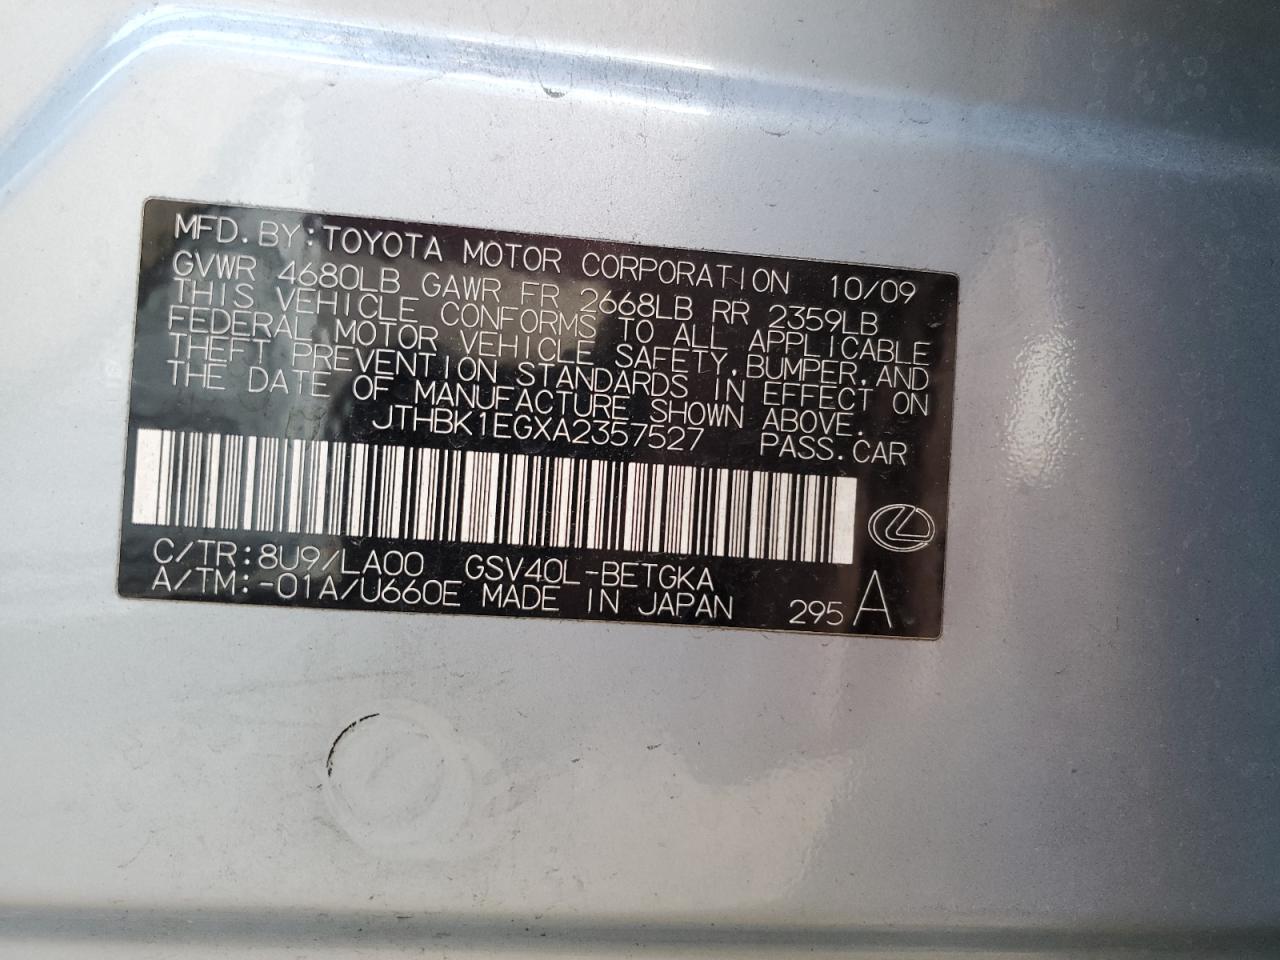 MFD. BY: TOYOTA MOTOR CORPORATION 10/09
GVWR 4680LB GAWR FR 2668LB RR 2359LB
THIS VEHICLE CONFORMS TO ALL APPLICABLE
FEDERAL MOTOR VEHICLE SAFETY, BUMPER, AND
THEFT PREVENTION STANDARDS IN EFFECT ON
THE DATE OF MANUFACTURE SHOWN ABOVE.
JTHBK1EGXA2357527 PASS. CAR
C/TR: 8U9/LA00 GSV40L-BETGKA
A/TM: -01A/U660E MADE IN JAPAN 295 A